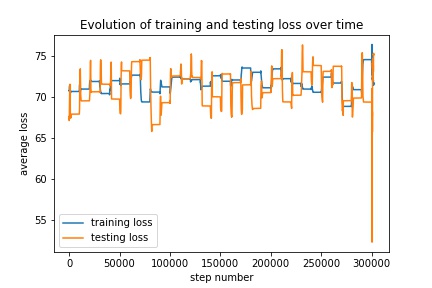 Evolution of training and testing loss over time
average loss
75
70
65
60
55
training loss
testing loss
0
50000
100000
150000
200000
250000
300000
step number